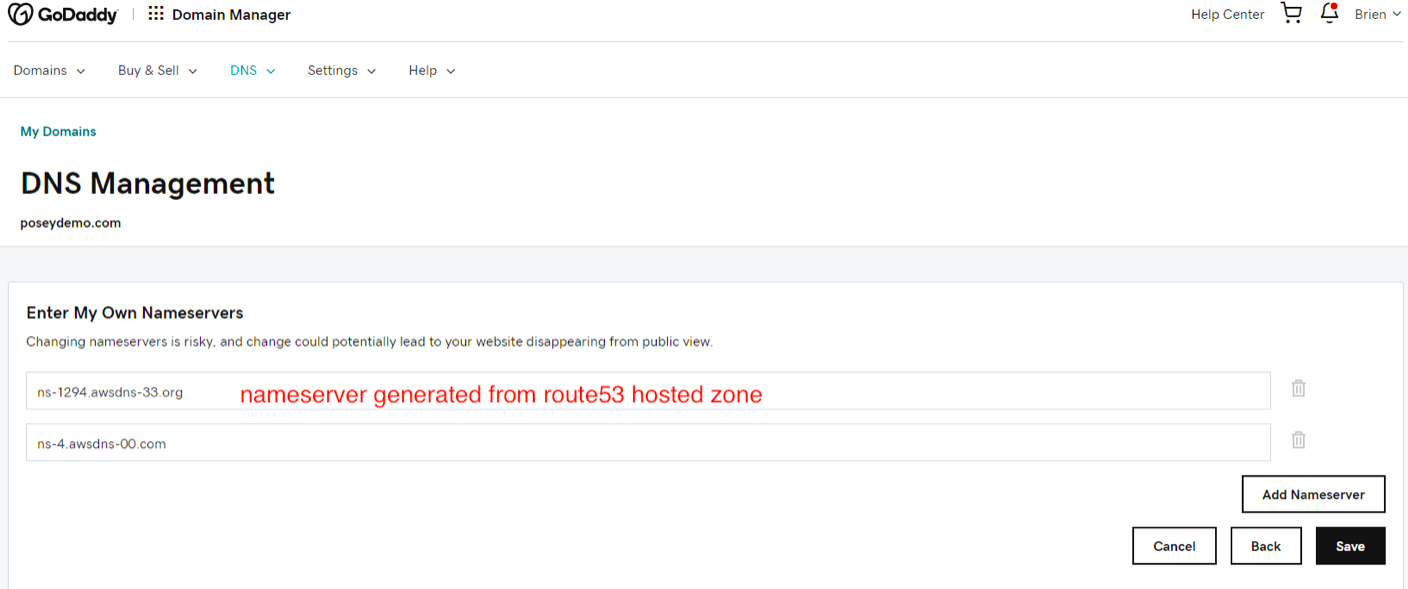 GoDaddy Domain Manager Help Center Brien
Domains Buy & Sell DNS Settings Help
My Domains
DNS Management
poseydemo.com
Enter My Own Nameservers
Changing nameservers is risky, and change could potentially lead to your website disappearing from public view.
ns-1294.awsdns-33.org nameserver generated from route53 hosted zone
ns-4.awsdns-00.com
Add Nameserver
Cancel Back Save